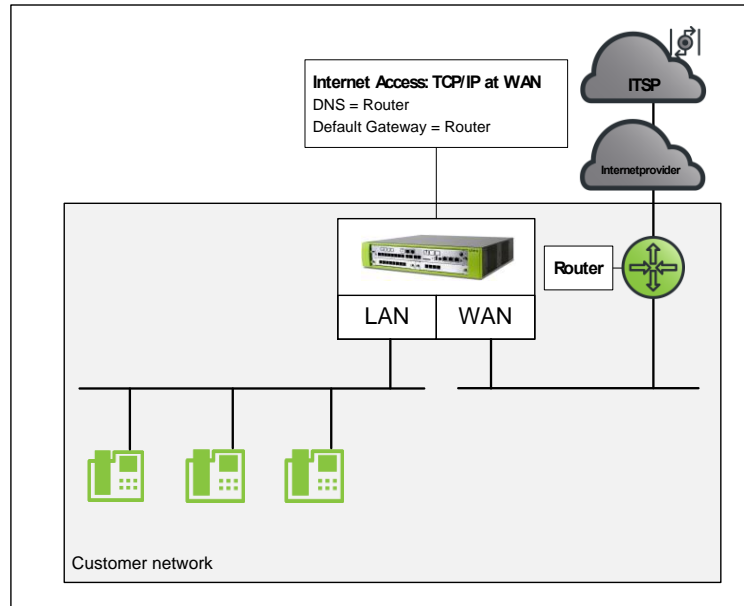 ITSP
Internet Access: TCP/IP at WAN
DNS = Router
Default Gateway = Router
Internetprovider
Router
LAN
WAN
Customer network